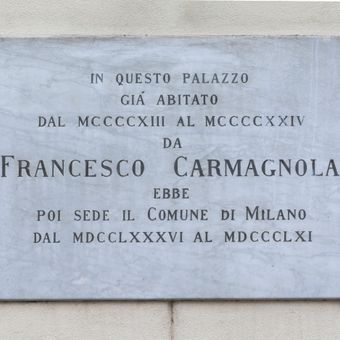 IN QUESTO PALAZZO
GIÁ ABITATO
DAL MCCCCXIII AL MCCCCXXIV
DA
FRANCESCO CARMAGNOLA
EBBE
POI SEDE IL COMUNE DI MILANO
DAL MDCCLXXXVI AL MDCCCLXI